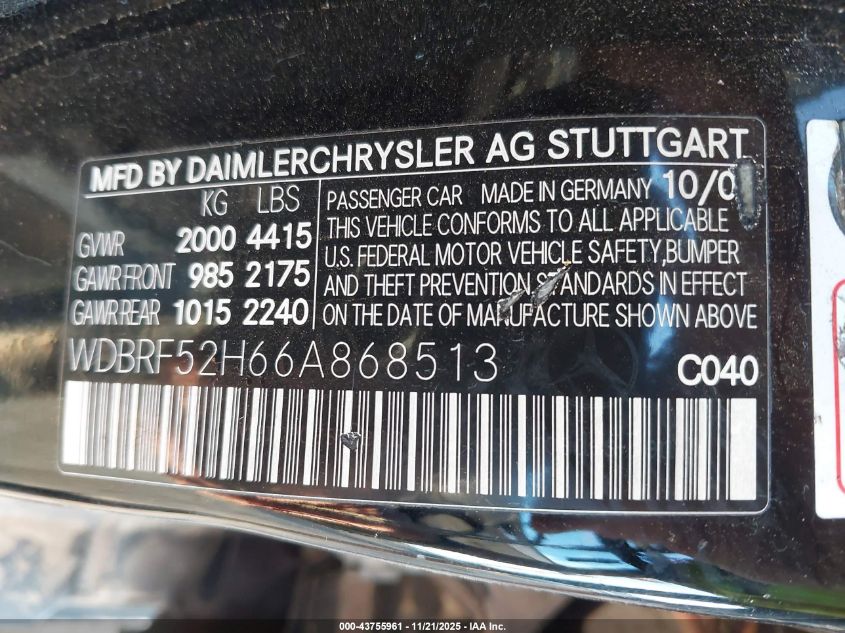 MFD BY DAIMLERCHRYSLER AG STUTTGART
KG LBS
GVWR 2000 4415
GAWR FRONT 985 2175
GAWR REAR 1015 2240
PASSENGER CAR MADE IN GERMANY 10/0
THIS VEHICLE CONFORMS TO ALL APPLICABLE
U.S. FEDERAL MOTOR VEHICLE SAFETY, BUMPER
AND THEFT PREVENTION STANDARDS IN EFFECT
ON THE DATE OF MANUFACTURE SHOWN ABOVE
WDBRF52H66A868513
C040
000-43755961 - 11/21/2025 - IAA Inc.